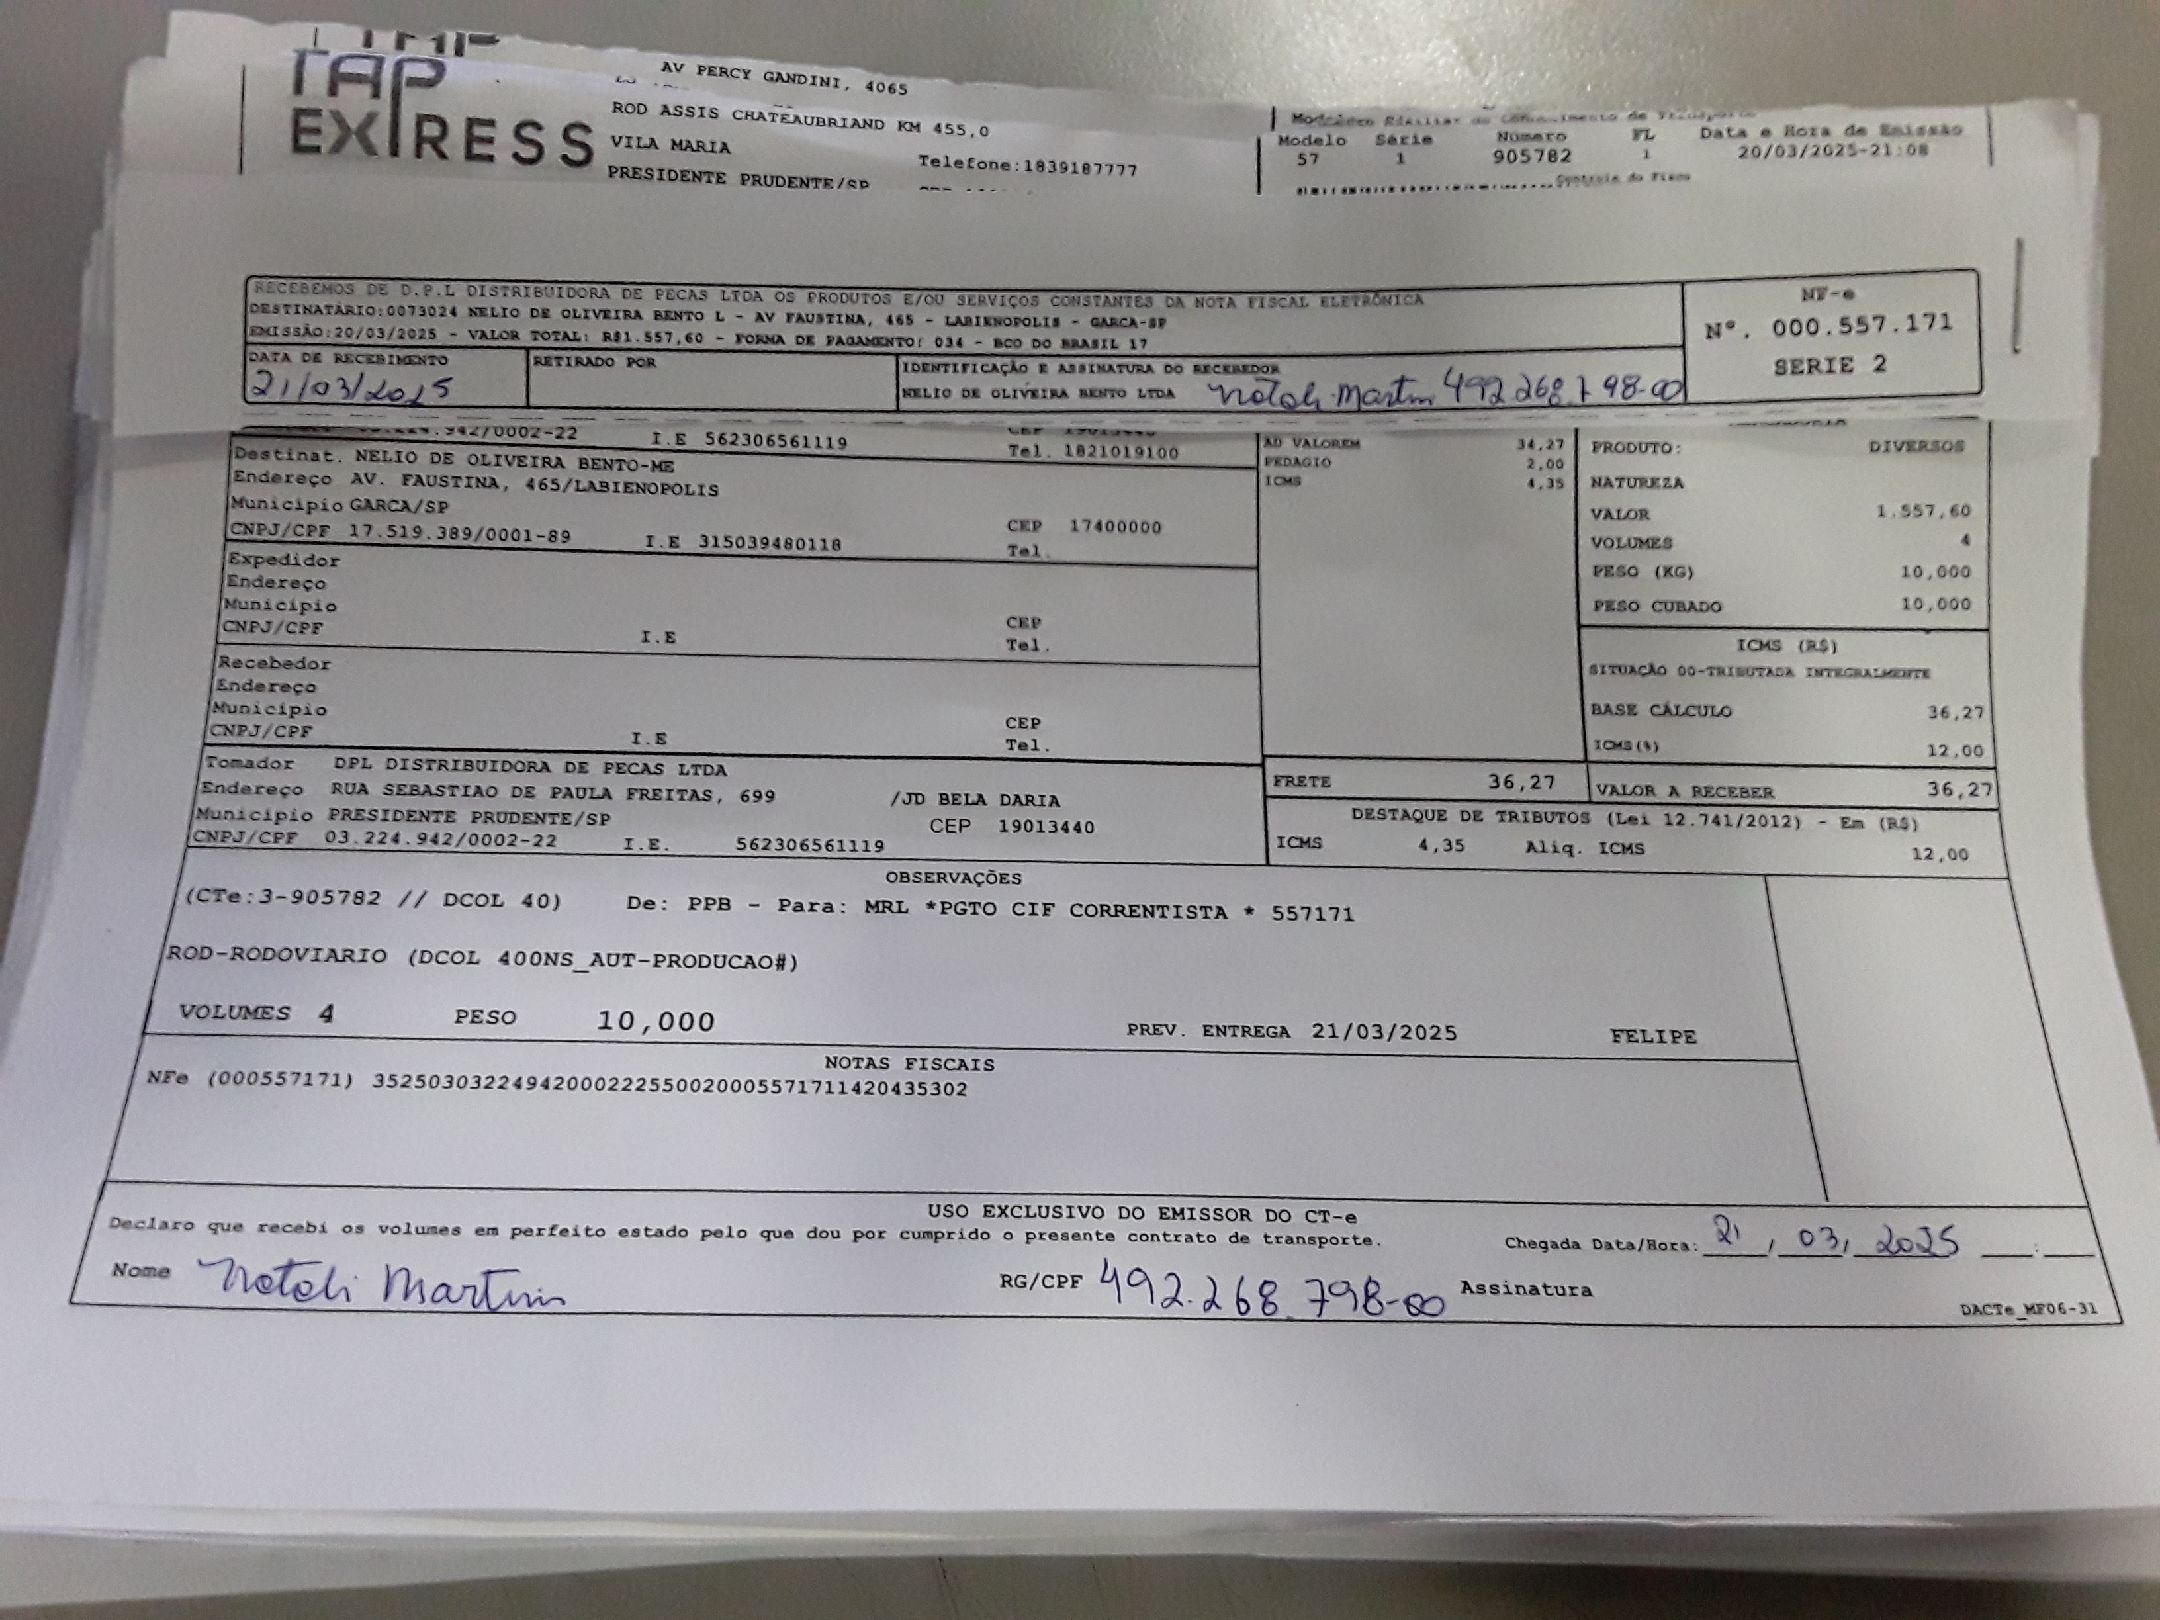 TAP
EXPRESS
AV PERCY GANDINI, 4065
ROD ASSIS CHATEAUBRIAND KM 455,0
VILA MARIA
Telefone:1839187777
PRESIDENTE PRUDENTE/SP
Modelo Série Número FL Data e Hora de Emissão
57 1 905782 1 20/03/2025-21:08
Controle do Fisco
RECEBEMOS DE D.P.L DISTRIBUIDORA DE PECAS LTDA OS PRODUTOS E/OU SERVIÇOS CONSTANTES DA NOTA FISCAL ELETRÔNICA
DESTINATÁRIO:0073024 NELIO DE OLIVEIRA BENTO L - AV FAUSTINA, 465 - LABIENOPOLIS - GARCA-SP
EMISSÃO:20/03/2025 - VALOR TOTAL: R$1.557,60 - FORMA DE PAGAMENTO: 034 - BCO DO BRASIL 17
NF-e
Nº. 000.557.171
SERIE 2
DATA DE RECEBIMENTO
21/03/2025
RETIRADO POR
IDENTIFICAÇÃO E ASSINATURA DO RECEBEDOR
NELIO DE OLIVEIRA BENTO LTDA Natali Martin 492.268.798-00
03.224.942/0002-22 I.E 562306561119 Tel. 1821019100
Destinat. NELIO DE OLIVEIRA BENTO-ME
Endereço AV. FAUSTINA, 465/LABIENOPOLIS
Município GARCA/SP CEP 17400000
CNPJ/CPF 17.519.389/0001-89 I.E 315039480118 Tel.
Expedidor
Endereço
Município CEP
CNPJ/CPF I.E Tel.
Recebedor
Endereço
Município CEP
CNPJ/CPF I.E Tel.
Tomador DPL DISTRIBUIDORA DE PECAS LTDA
Endereço RUA SEBASTIAO DE PAULA FREITAS, 699 /JD BELA DARIA
Município PRESIDENTE PRUDENTE/SP CEP 19013440
CNPJ/CPF 03.224.942/0002-22 I.E. 562306561119
AD VALOREM 34,27
PEDAGIO 2,00
ICMS 4,35
PRODUTO: DIVERSOS
NATUREZA
VALOR 1.557,60
VOLUMES 4
PESO (KG) 10,000
PESO CUBADO 10,000
ICMS (R$)
SITUAÇÃO 00-TRIBUTADA INTEGRALMENTE
BASE CÁLCULO 36,27
ICMS(%) 12,00
FRETE 36,27 VALOR A RECEBER 36,27
DESTAQUE DE TRIBUTOS (Lei 12.741/2012) - Em (R$)
ICMS 4,35 Aliq. ICMS 12,00
OBSERVAÇÕES
(CTe:3-905782 // DCOL 40) De: PPB - Para: MRL *PGTO CIF CORRENTISTA * 557171
ROD-RODOVIARIO (DCOL 400NS_AUT-PRODUCAO#)
VOLUMES 4 PESO 10,000 PREV. ENTREGA 21/03/2025 FELIPE
NOTAS FISCAIS
NFe (000557171) 35250303224942000222550020005571711420435302
USO EXCLUSIVO DO EMISSOR DO CT-e
Declaro que recebi os volumes em perfeito estado pelo que dou por cumprido o presente contrato de transporte. Chegada Data/Hora: 21/03/2025 __:__
Nome Natali Martins RG/CPF 492.268.798-00 Assinatura
DACTe_MF06-31